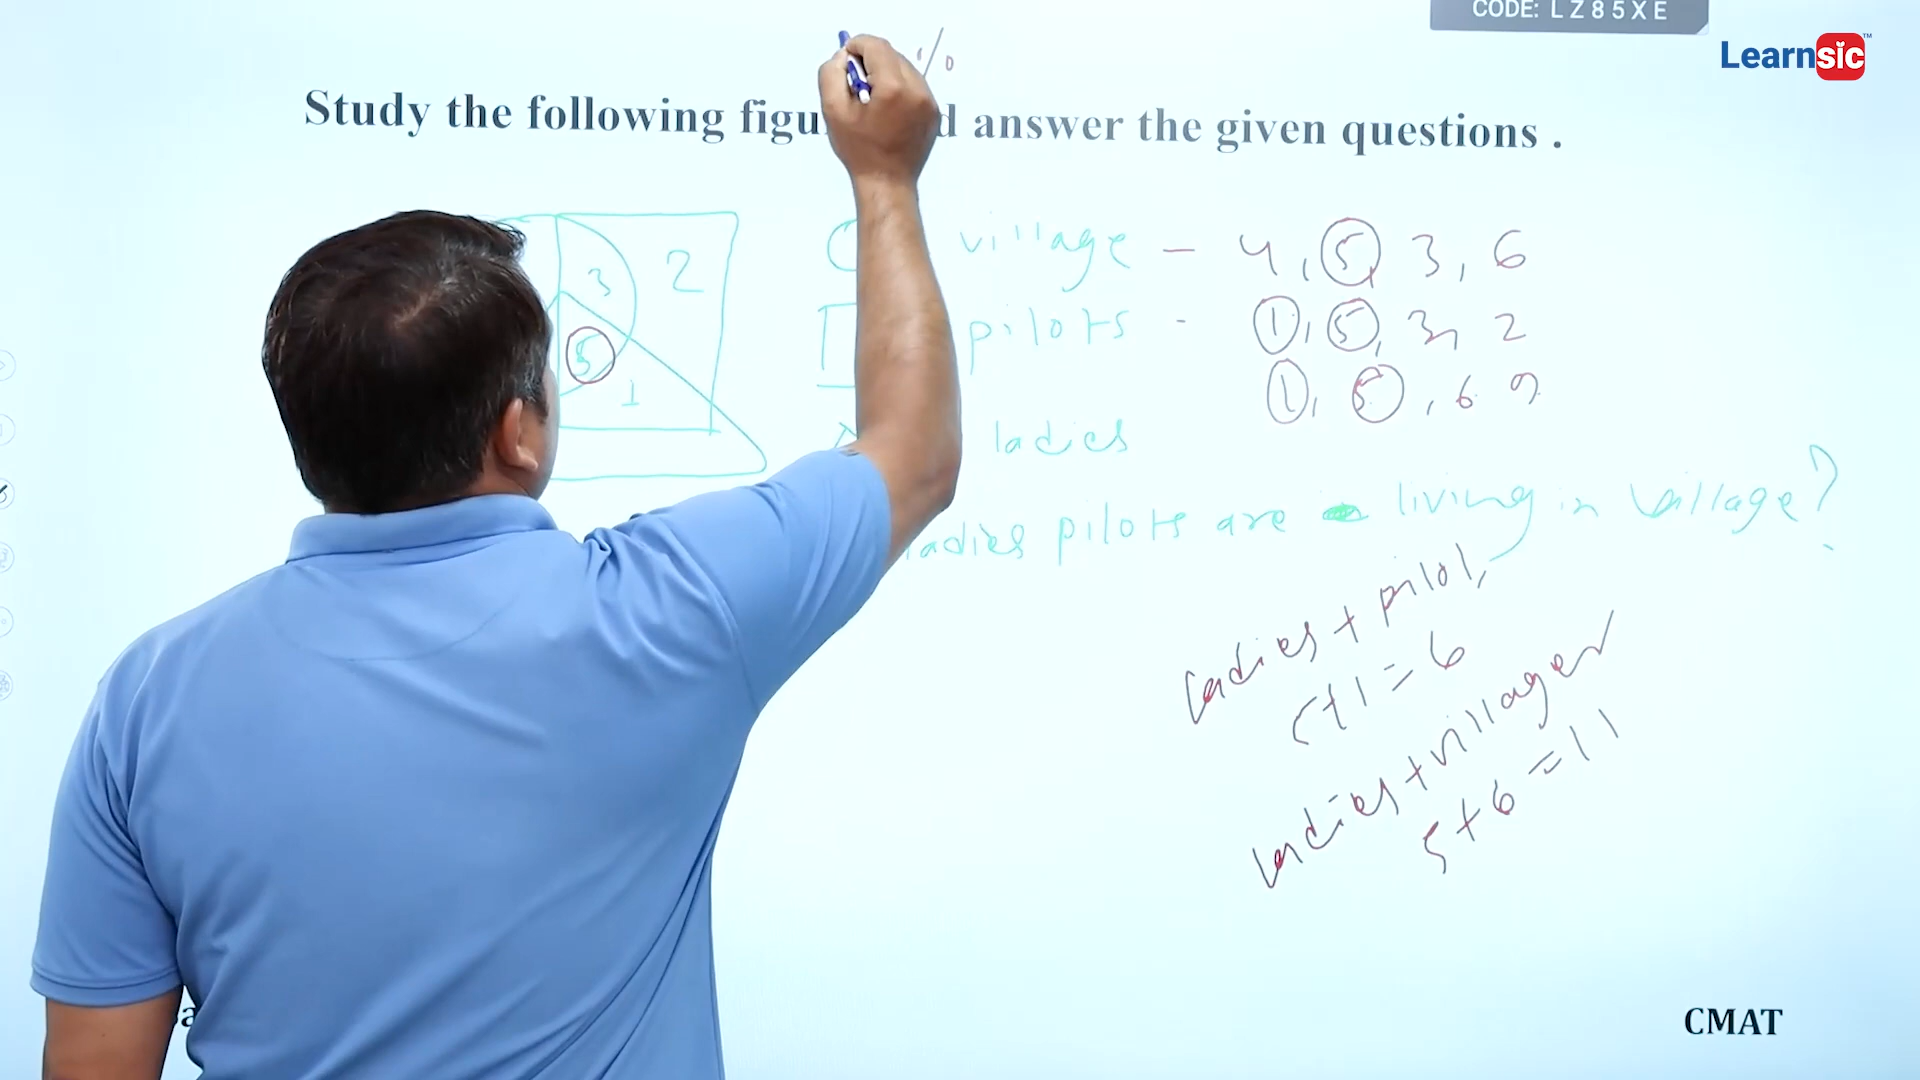 CODE: LZ85XE
Learnsic™
%
Study the following figu d answer the given questions .
3 2
5
1
village - 4, 5, 3, 6
pilots - 1, 5, 3, 2
1, 5, 6 9
ladies
ladies pilots are living in village?
ladies + pilot,
5+1 = 6
ladies + villager
5+6 = 11
CMAT